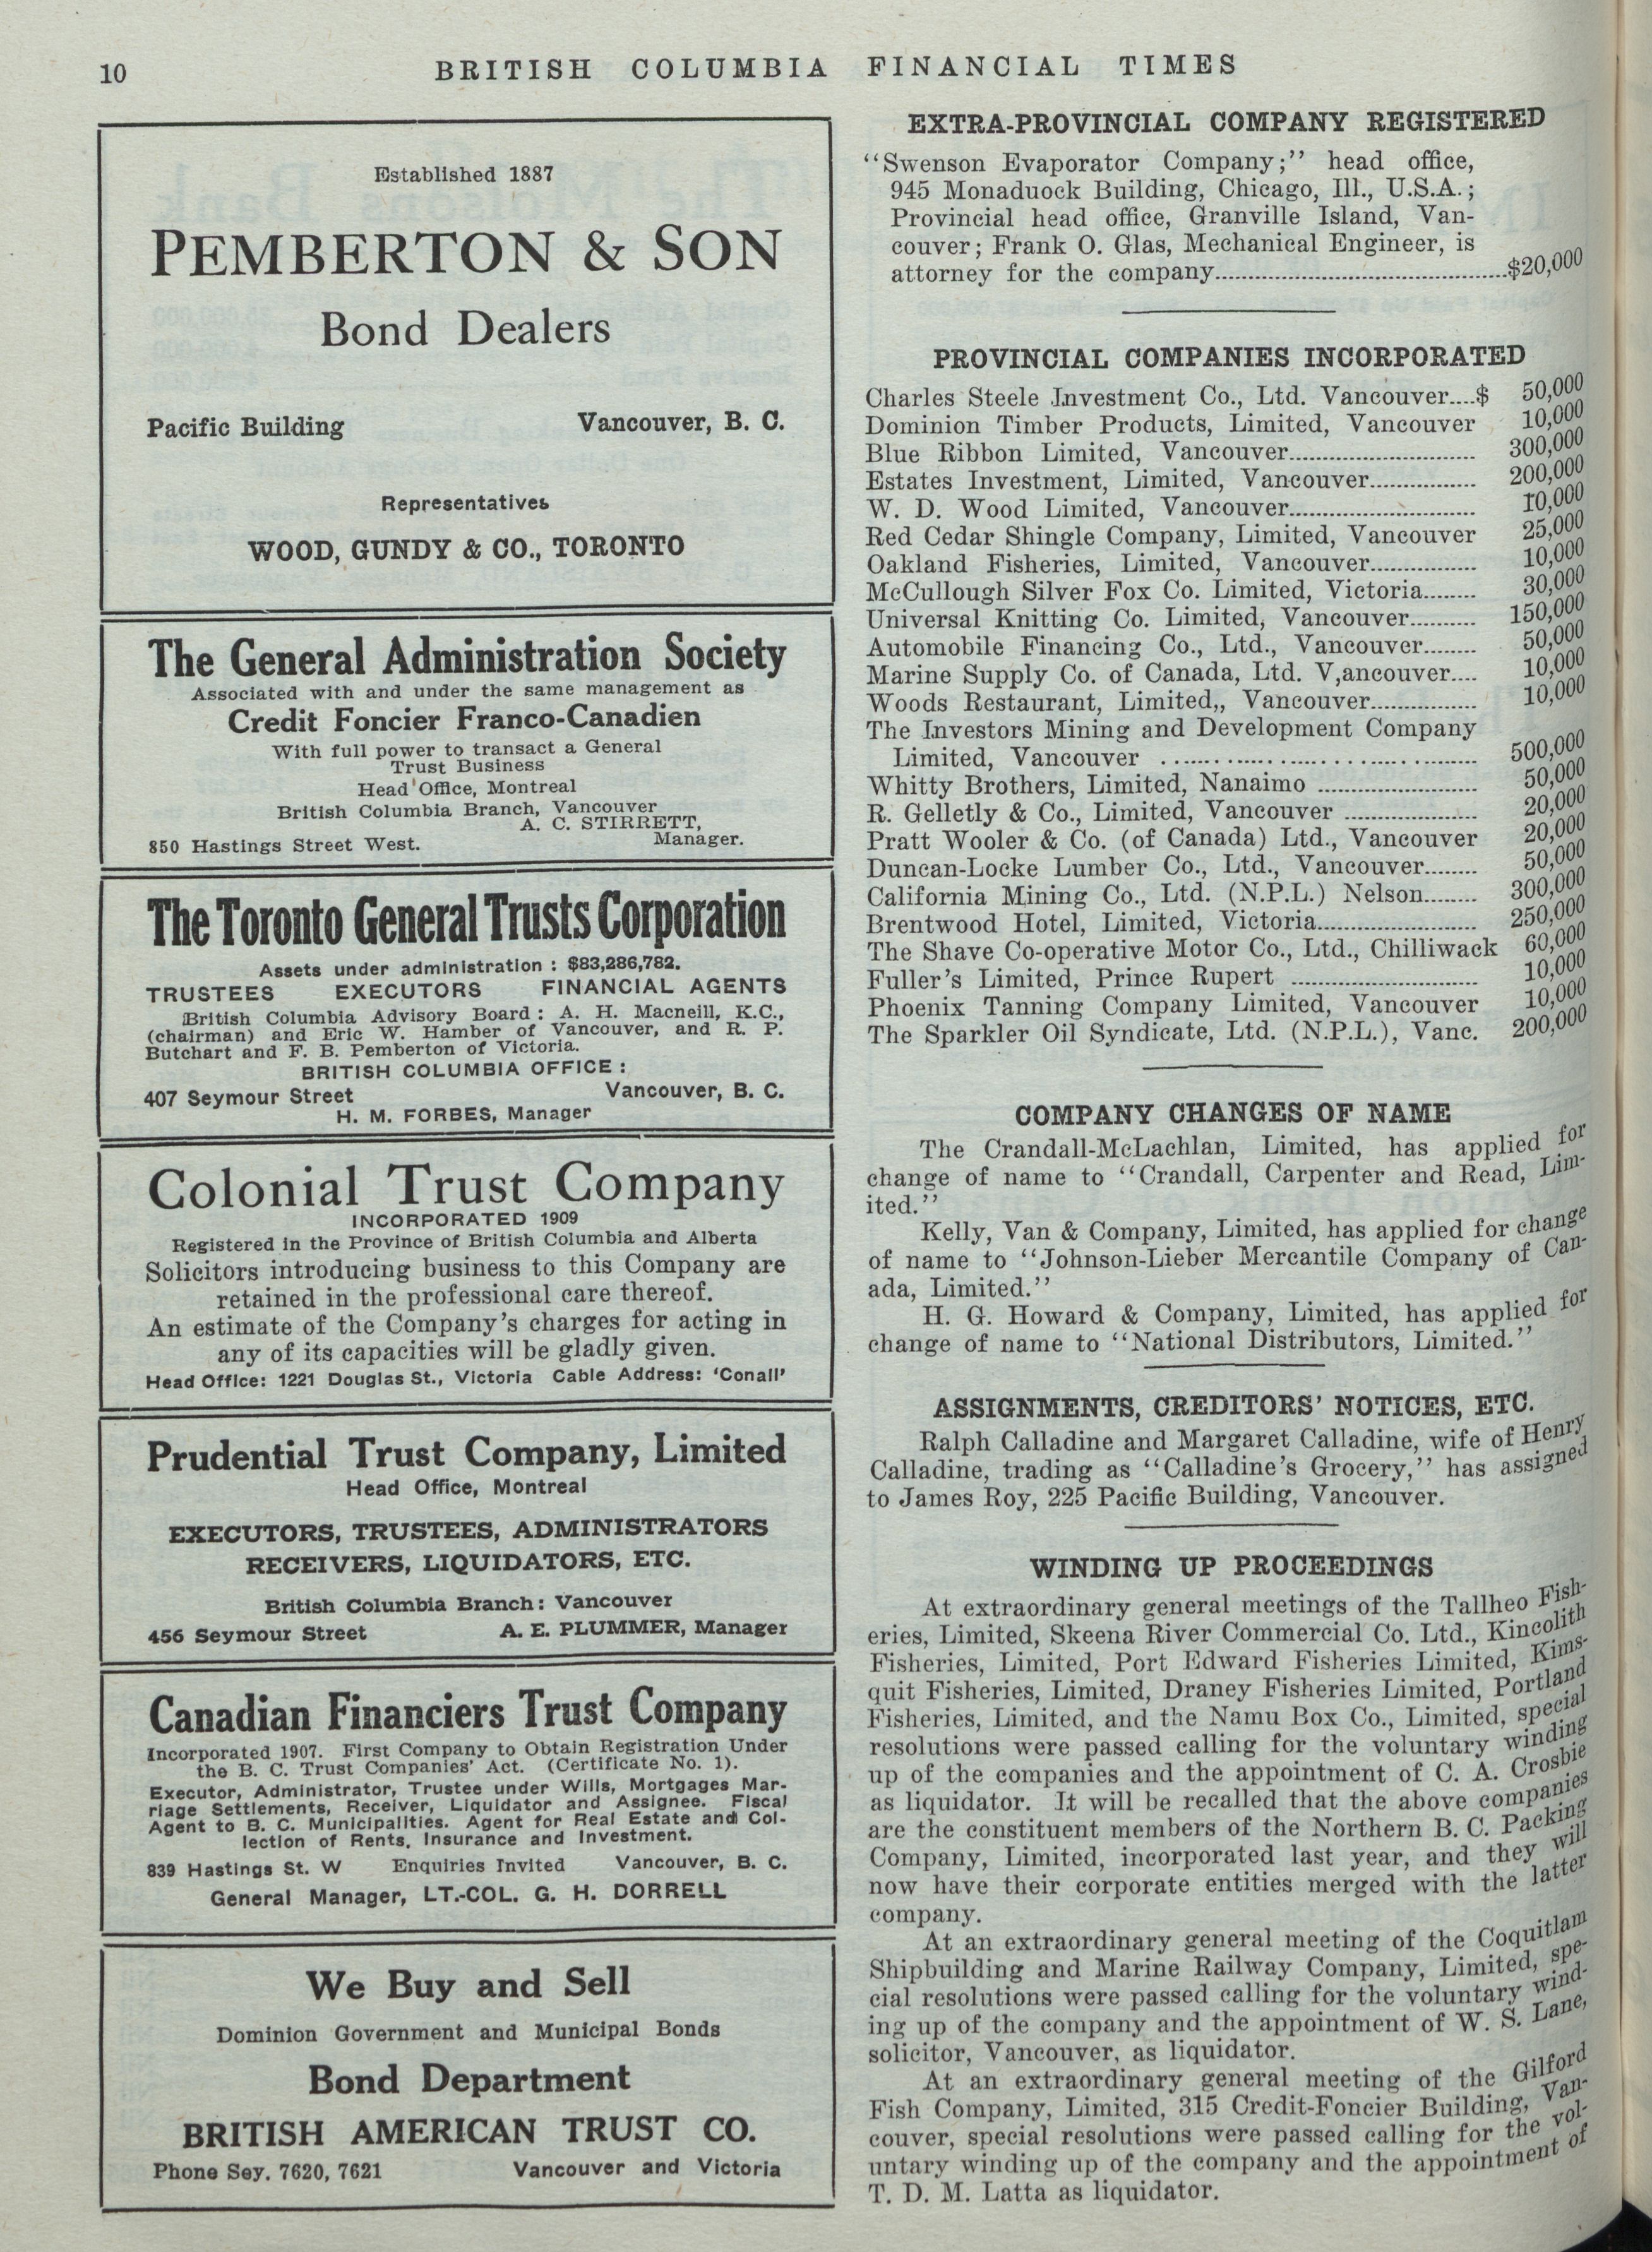 10
BRITISH COLUMBIA FINANCIAL TIMES
Established 1887
PEMBERTON & SON
Bond Dealers
Pacific Building Vancouver, B. C.
Representatives
WOOD, GUNDY & CO., TORONTO
The General Administration Society
Associated with and under the same management as
Credit Foncier Franco-Canadien
With full power to transact a General
Trust Business
Head Office, Montreal
British Columbia Branch, Vancouver
A. C. STIRRETT,
850 Hastings Street West. Manager.
The Toronto General Trusts Corporation
Assets under administration : $83,286,782.
TRUSTEES EXECUTORS FINANCIAL AGENTS
British Columbia Advisory Board : A. H. Macneill, K.C.,
(chairman) and Eric W. Hamber of Vancouver, and R. P.
Butchart and F. B. Pemberton of Victoria.
BRITISH COLUMBIA OFFICE :
407 Seymour Street Vancouver, B. C.
H. M. FORBES, Manager
Colonial Trust Company
INCORPORATED 1909
Registered in the Province of British Columbia and Alberta
Solicitors introducing business to this Company are
retained in the professional care thereof.
An estimate of the Company's charges for acting in
any of its capacities will be gladly given.
Head Office: 1221 Douglas St., Victoria Cable Address: 'Conall'
Prudential Trust Company, Limited
Head Office, Montreal
EXECUTORS, TRUSTEES, ADMINISTRATORS
RECEIVERS, LIQUIDATORS, ETC.
British Columbia Branch: Vancouver
456 Seymour Street A. E. PLUMMER, Manager
Canadian Financiers Trust Company
Incorporated 1907. First Company to Obtain Registration Under
the B. C. Trust Companies' Act. (Certificate No. 1).
Executor, Administrator, Trustee under Wills, Mortgages Mar-
riage Settlements, Receiver, Liquidator and Assignee. Fiscal
Agent to B. C. Municipalities. Agent for Real Estate and Col-
lection of Rents, Insurance and Investment.
839 Hastings St. W Enquiries Invited Vancouver, B. C.
General Manager, LT.-COL. G. H. DORRELL
We Buy and Sell
Dominion Government and Municipal Bonds
Bond Department
BRITISH AMERICAN TRUST CO.
Phone Sey. 7620, 7621 Vancouver and Victoria
EXTRA-PROVINCIAL COMPANY REGISTERED
"Swenson Evaporator Company;" head office,
945 Monaduock Building, Chicago, Ill., U.S.A.;
Provincial head office, Granville Island, Van-
couver; Frank O. Glas, Mechanical Engineer, is
attorney for the company........$20,000
PROVINCIAL COMPANIES INCORPORATED
Charles Steele Investment Co., Ltd. Vancouver....$ 50,000
Dominion Timber Products, Limited, Vancouver 10,000
Blue Ribbon Limited, Vancouver........ 300,000
Estates Investment, Limited, Vancouver........ 200,000
W. D. Wood Limited, Vancouver........ 10,000
Red Cedar Shingle Company, Limited, Vancouver 25,000
Oakland Fisheries, Limited, Vancouver........ 10,000
McCullough Silver Fox Co. Limited, Victoria........ 30,000
Universal Knitting Co. Limited, Vancouver........ 150,000
Automobile Financing Co., Ltd., Vancouver........ 50,000
Marine Supply Co. of Canada, Ltd. V,ancouver.... 10,000
Woods Restaurant, Limited,, Vancouver........ 10,000
The Investors Mining and Development Company
Limited, Vancouver ........ 500,000
Whitty Brothers, Limited, Nanaimo ........ 50,000
R. Gelletly & Co., Limited, Vancouver ........ 20,000
Pratt Wooler & Co. (of Canada) Ltd., Vancouver 20,000
Duncan-Locke Lumber Co., Ltd., Vancouver........ 50,000
California Mining Co., Ltd. (N.P.L.) Nelson........ 300,000
Brentwood Hotel, Limited, Victoria........ 250,000
The Shave Co-operative Motor Co., Ltd., Chilliwack 60,000
Fuller's Limited, Prince Rupert ........ 10,000
Phoenix Tanning Company Limited, Vancouver 10,000
The Sparkler Oil Syndicate, Ltd. (N.P.L.), Vanc. 200,000
COMPANY CHANGES OF NAME
The Crandall-McLachlan, Limited, has applied for
change of name to "Crandall, Carpenter and Read, Lim-
ited."
Kelly, Van & Company, Limited, has applied for change
of name to "Johnson-Lieber Mercantile Company of Can-
ada, Limited."
H. G. Howard & Company, Limited, has applied for
change of name to "National Distributors, Limited."
ASSIGNMENTS, CREDITORS' NOTICES, ETC.
Ralph Calladine and Margaret Calladine, wife of Henry
Calladine, trading as "Calladine's Grocery," has assigned
to James Roy, 225 Pacific Building, Vancouver.
WINDING UP PROCEEDINGS
At extraordinary general meetings of the Tallheo Fish-
eries, Limited, Skeena River Commercial Co. Ltd., Kincolith
Fisheries, Limited, Port Edward Fisheries Limited, Kims-
quit Fisheries, Limited, Draney Fisheries Limited, Portland
Fisheries, Limited, and the Namu Box Co., Limited, special
resolutions were passed calling for the voluntary winding
up of the companies and the appointment of C. A. Crosbie
as liquidator. It will be recalled that the above companies
are the constituent members of the Northern B. C. Packing
Company, Limited, incorporated last year, and they will
now have their corporate entities merged with the latter
company.
At an extraordinary general meeting of the Coquitlam
Shipbuilding and Marine Railway Company, Limited, spe-
cial resolutions were passed calling for the voluntary wind-
ing up of the company and the appointment of W. S. Lane,
solicitor, Vancouver, as liquidator.
At an extraordinary general meeting of the Gilford
Fish Company, Limited, 315 Credit-Foncier Building, Van-
couver, special resolutions were passed calling for the vol-
untary winding up of the company and the appointment of
T. D. M. Latta as liquidator.